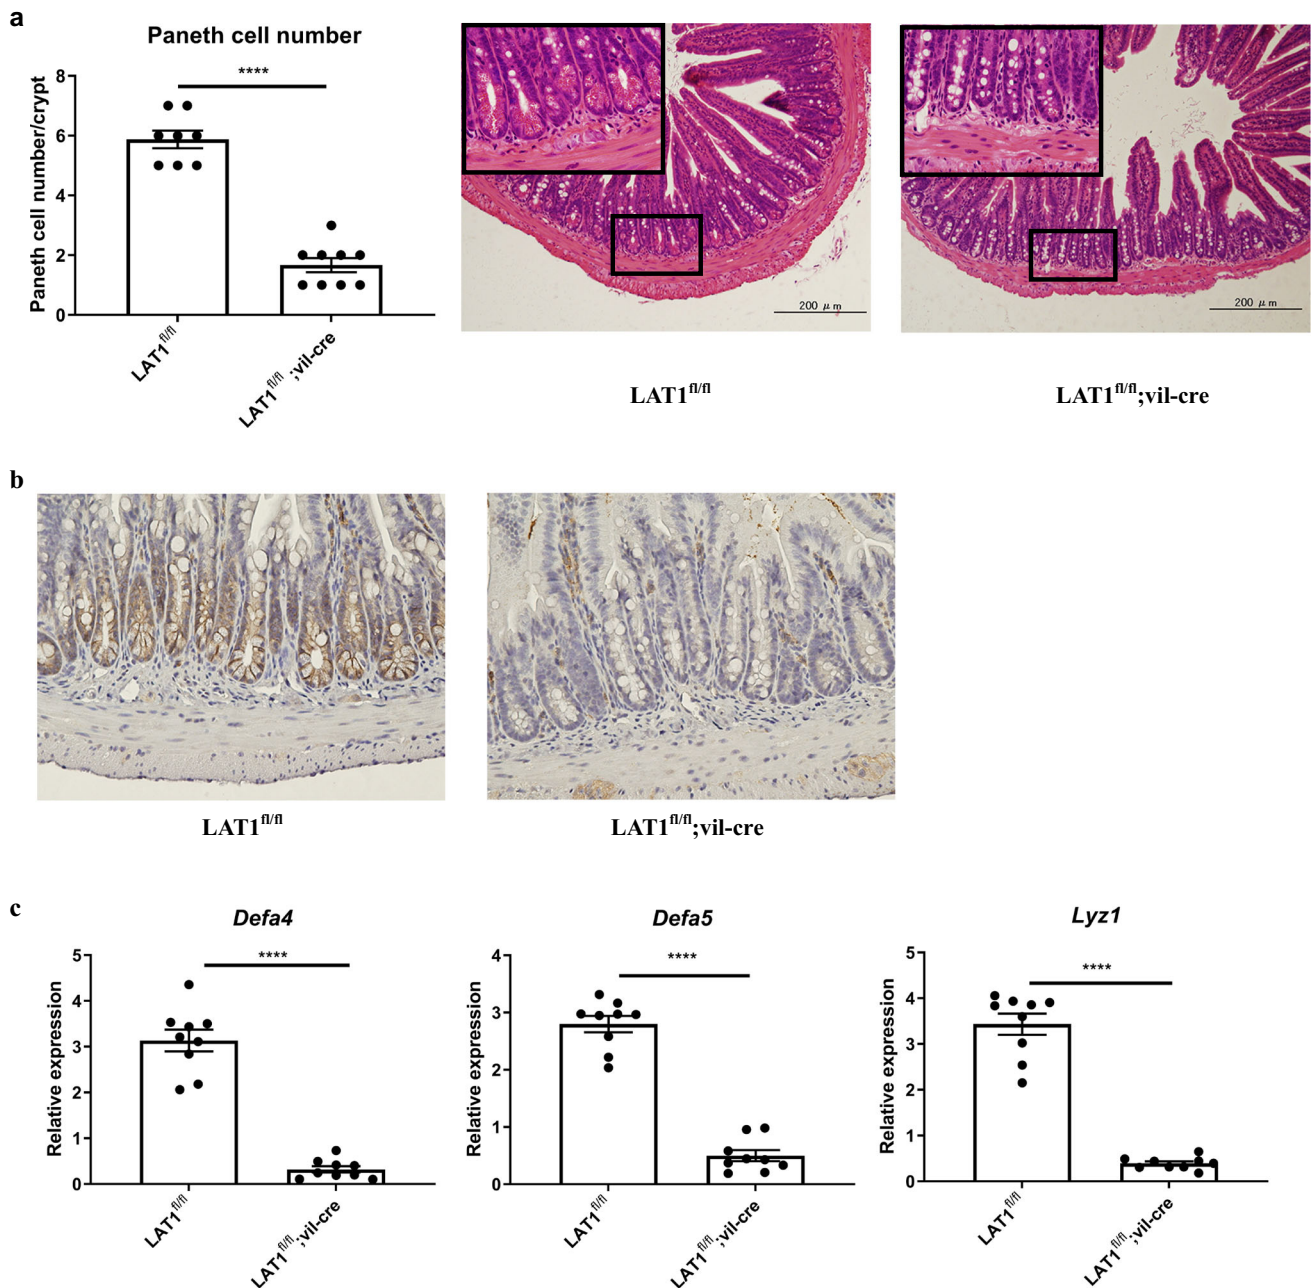 a
Paneth cell number
****
Paneth cell number/crypt
8
6
4
2
0
LAT1fl/fl
LAT1fl/fl;vil-cre
200 μm
200 μm
LAT1fl/fl
LAT1fl/fl;vil-cre
b
LAT1fl/fl
LAT1fl/fl;vil-cre
c
Defa4
****
Relative expression
5
4
3
2
1
0
LAT1fl/fl
LAT1fl/fl;vil-cre
Defa5
****
Relative expression
4
3
2
1
0
LAT1fl/fl
LAT1fl/fl;vil-cre
Lyz1
****
Relative expression
5
4
3
2
1
0
LAT1fl/fl
LAT1fl/fl;vil-cre